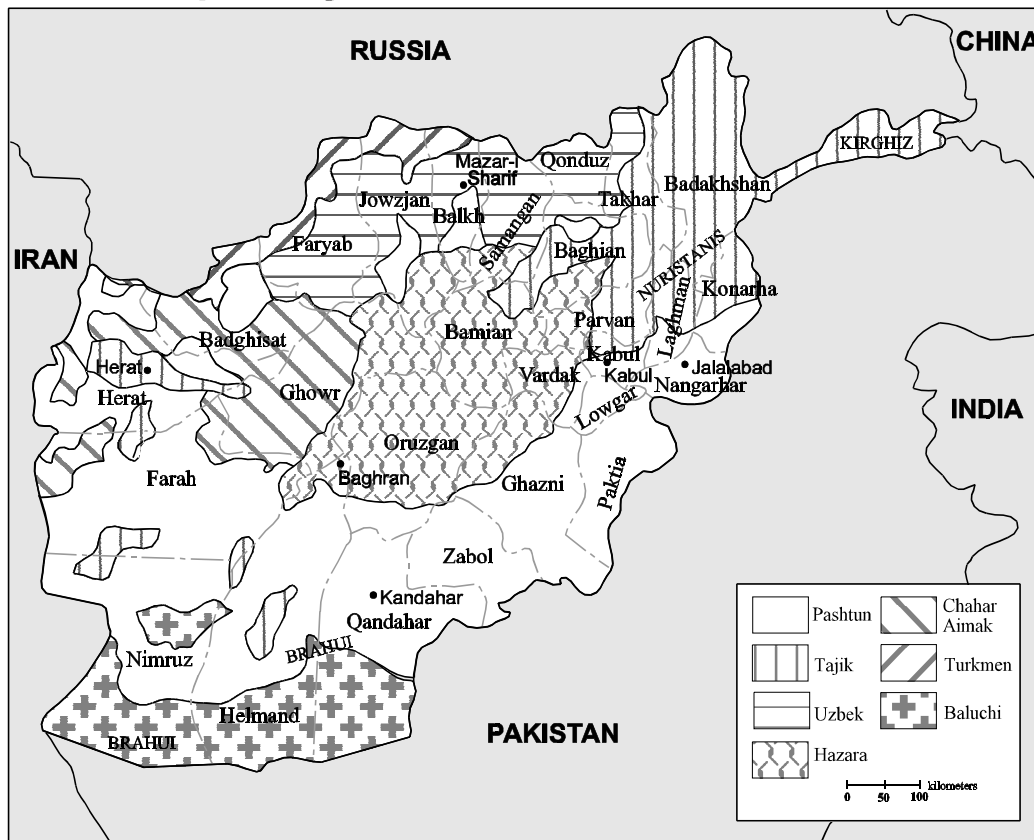 RUSSIA
CHINA
KIRGHIZ
Mazar-i
Sharif
Qonduz
Jowzjan
Balkh
Samangan
Takhar
Badakhshan
Faryab
Baghian
IRAN
NURISTANIS
Konarha
Laghman
Parvan
Bamian
Badghisat
Kabul
Kabul
Jalalabad
Vardak
Nangarhar
Herat
Herat
Ghowr
Lowgar
INDIA
Oruzgan
Baghran
Ghazni
Paktia
Farah
Zabol
Kandahar
Qandahar
BRAHUI
Nimruz
Helmand
BRAHUI
PAKISTAN
Pashtun
Chahar
Aimak
Tajik
Turkmen
Uzbek
Baluchi
Hazara
kilometers
0 50 100